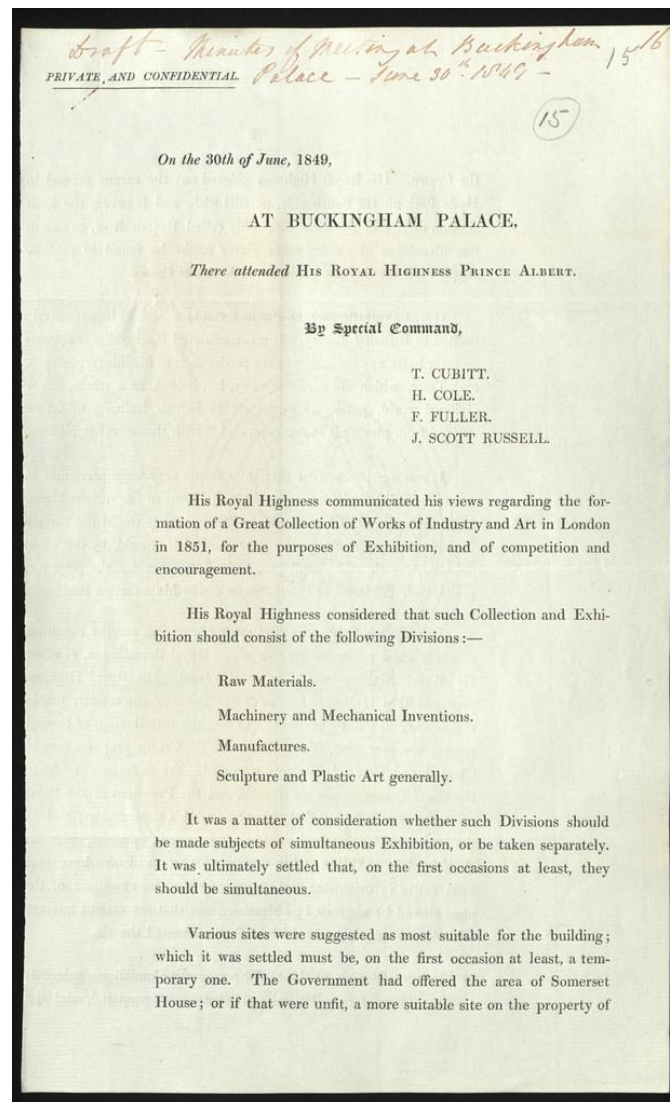 Draft - Minutes of Meeting at Buckingham
15 16
PRIVATE AND CONFIDENTIAL. Palace - June 30th 1849 -
15
On the 30th of June, 1849,
AT BUCKINGHAM PALACE,
There attended HIS ROYAL HIGHNESS PRINCE ALBERT.
By Special Command,
T. CUBITT.
H. COLE.
F. FULLER.
J. SCOTT RUSSELL.
His Royal Highness communicated his views regarding the for-
mation of a Great Collection of Works of Industry and Art in London
in 1851, for the purposes of Exhibition, and of competition and
encouragement.
His Royal Highness considered that such Collection and Exhi-
bition should consist of the following Divisions:—
Raw Materials.
Machinery and Mechanical Inventions.
Manufactures.
Sculpture and Plastic Art generally.
It was a matter of consideration whether such Divisions should
be made subjects of simultaneous Exhibition, or be taken separately.
It was ultimately settled that, on the first occasions at least, they
should be simultaneous.
Various sites were suggested as most suitable for the building;
which it was settled must be, on the first occasion at least, a tem-
porary one. The Government had offered the area of Somerset
House; or if that were unfit, a more suitable site on the property of